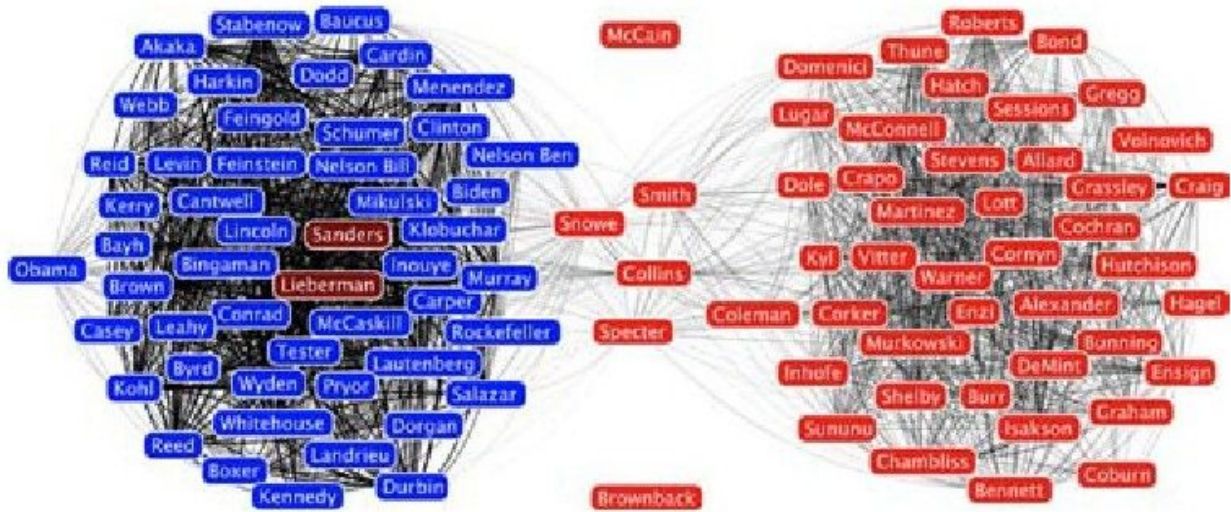 Stabenow
Baucus
Akaka
Cardin
Harkin
Dodd
Menendez
Webb
Feingold
Schumer
Clinton
Reid
Levin
Feinstein
Nelson Bill
Nelson Ben
Kerry
Cantwell
Mikulski
Biden
Bayh
Lincoln
Sanders
Klobuchar
Obama
Bingaman
Inouye
Brown
Lieberman
Murray
Conrad
Carper
Casey
Leahy
McCaskill
Rockefeller
Tester
Byrd
Lautenberg
Kohl
Wyden
Pryor
Salazar
Whitehouse
Dorgan
Reed
Landrieu
Boxer
Kennedy
Durbin
McCain
Smith
Snowe
Collins
Specter
Coleman
Brownback
Roberts
Thune
Bond
Domenici
Hatch
Gregg
Lugar
Sessions
McConnell
Voinovich
Stevens
Allard
Dole
Crapo
Grassley
Craig
Martinez
Lott
Cochran
Kyl
Vitter
Cornyn
Hutchison
Warner
Corker
Enzi
Alexander
Hagel
Murkowski
Bunning
Inhofe
DeMint
Ensign
Shelby
Burr
Graham
Sununu
Isakson
Chambliss
Coburn
Bennett